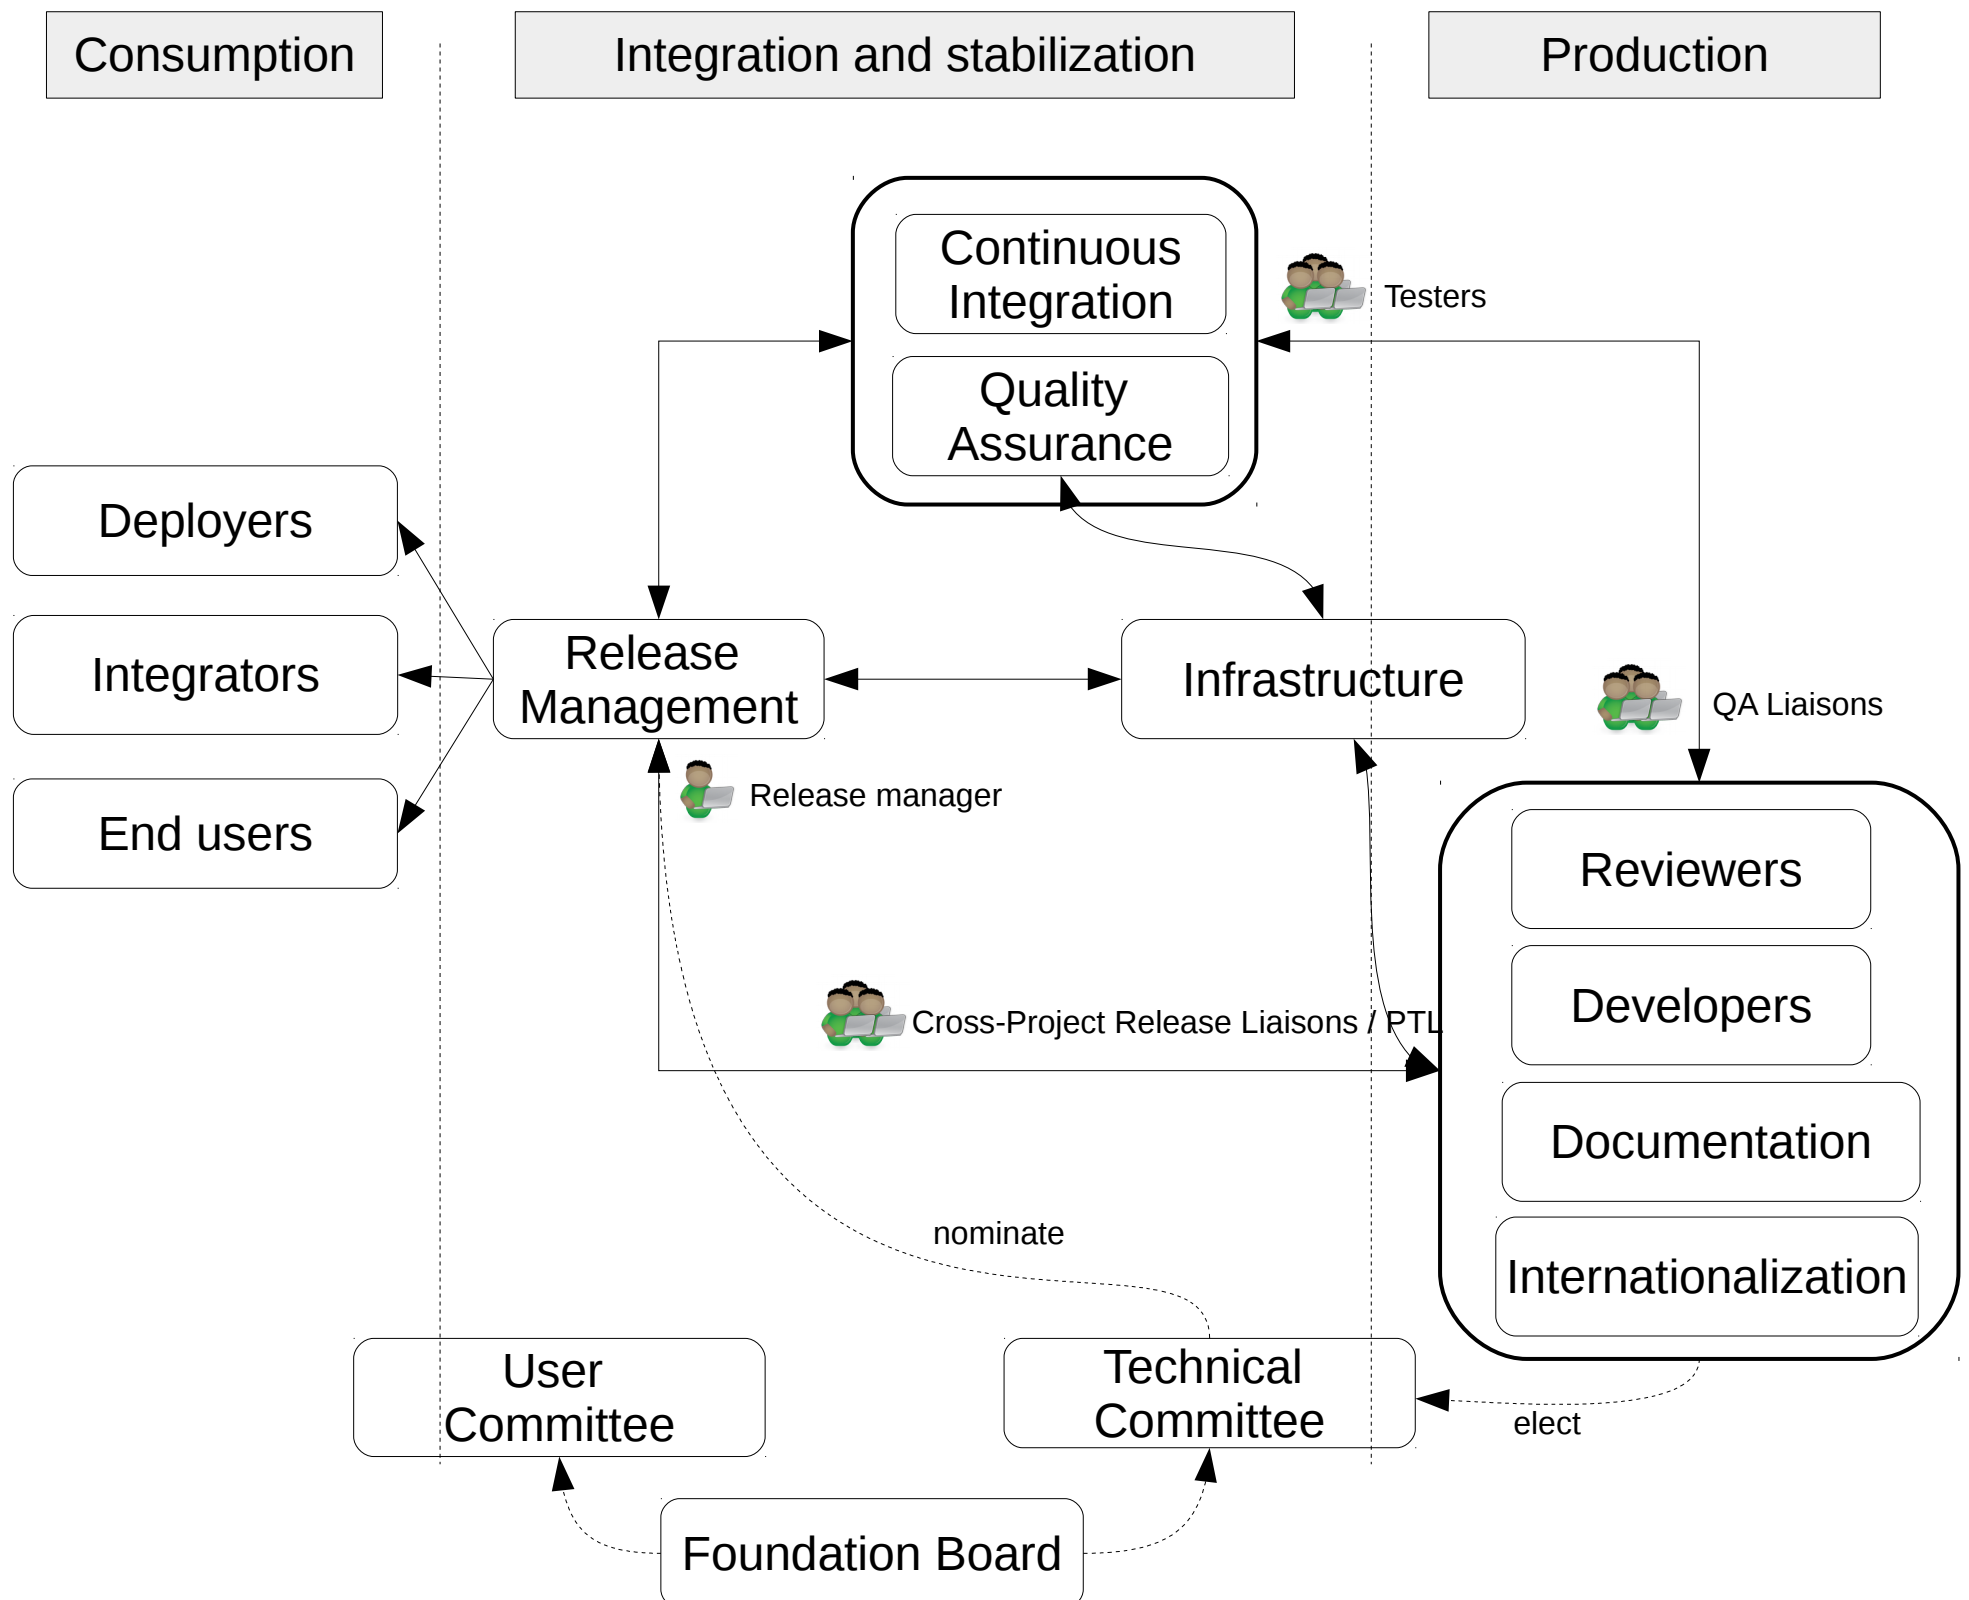 Consumption
Integration and stabilization
Production
Continuous
Integration
Testers
Quality
Assurance
Deployers
Integrators
End users
Release
Management
Infrastructure
QA Liaisons
Release manager
Reviewers
Developers
Cross-Project Release Liaisons / PTL
Documentation
nominate
Internationalization
User
Committee
Technical
Committee
elect
Foundation Board